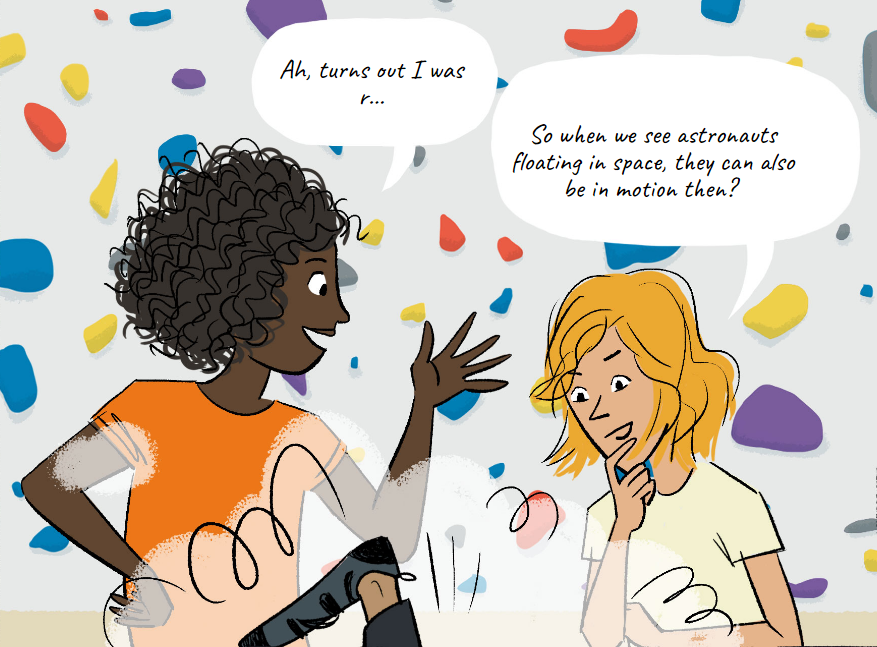 Ah, turns out I was
r...
So when we see astronauts
floating in space, they can also
be in motion then?